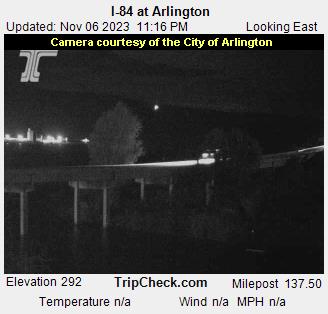 I-84 at Arlington
Updated: Nov 06 2023 11:16 PM Looking East
Camera courtesy of the City of Arlington
Elevation 292 TripCheck.com Milepost 137.50
Temperature n/a Wind n/a MPH n/a